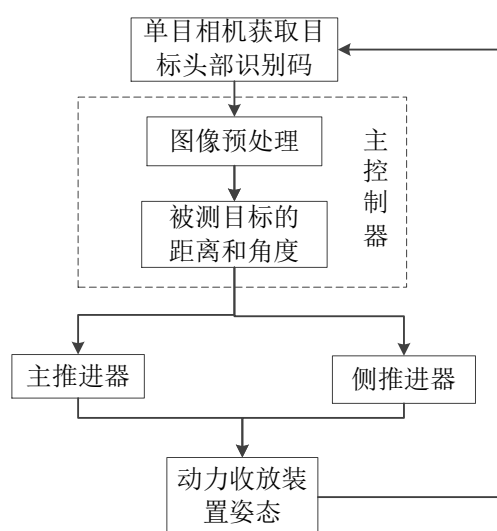 单目相机获取目
标头部识别码
图像预处理
主控制器
被测目标的
距离和角度
主推进器
侧推进器
动力收放装
置姿态